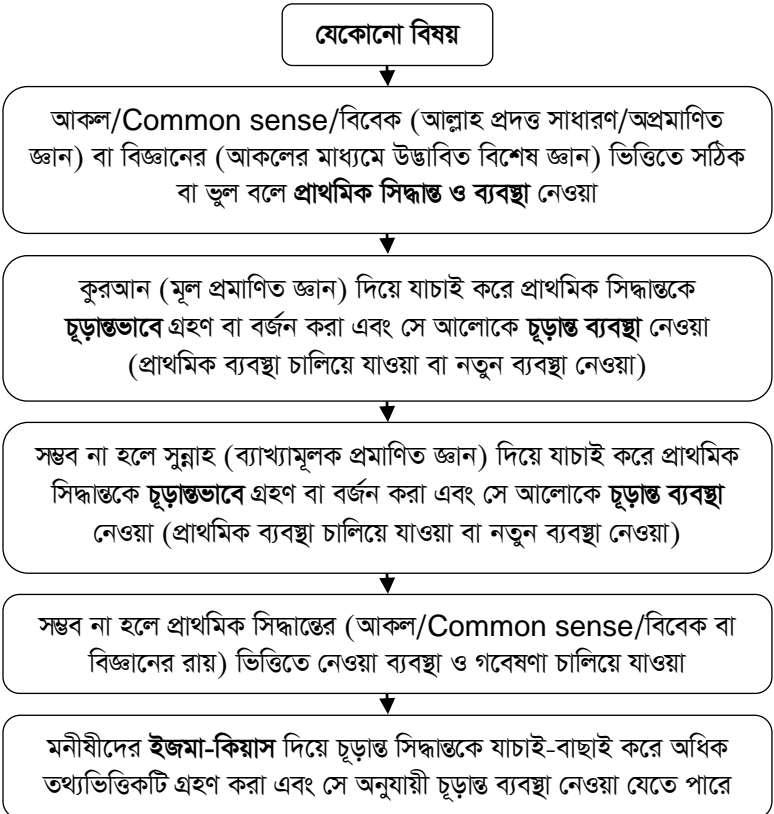 যেকোনো বিষয়
আকল/Common sense/বিবেক (আল্লাহ প্রদত্ত সাধারণ/অপ্রমাণিত
জ্ঞান) বা বিজ্ঞানের (আকলের মাধ্যমে উদ্ভাবিত বিশেষ জ্ঞান) ভিত্তিতে সঠিক
বা ভুল বলে প্রাথমিক সিদ্ধান্ত ও ব্যবস্থা নেওয়া
কুরআন (মূল প্রমাণিত জ্ঞান) দিয়ে যাচাই করে প্রাথমিক সিদ্ধান্তকে
চূড়ান্তভাবে গ্রহণ বা বর্জন করা এবং সে আলোকে চূড়ান্ত ব্যবস্থা নেওয়া
(প্রাথমিক ব্যবস্থা চালিয়ে যাওয়া বা নতুন ব্যবস্থা নেওয়া)
সম্ভব না হলে সুন্নাহ (ব্যাখ্যামূলক প্রমাণিত জ্ঞান) দিয়ে যাচাই করে প্রাথমিক
সিদ্ধান্তকে চূড়ান্তভাবে গ্রহণ বা বর্জন করা এবং সে আলোকে চূড়ান্ত ব্যবস্থা
নেওয়া (প্রাথমিক ব্যবস্থা চালিয়ে যাওয়া বা নতুন ব্যবস্থা নেওয়া)
সম্ভব না হলে প্রাথমিক সিদ্ধান্তের (আকল/Common sense/বিবেক বা
বিজ্ঞানের রায়) ভিত্তিতে নেওয়া ব্যবস্থা ও গবেষণা চালিয়ে যাওয়া
মনীষীদের ইজমা-কিয়াস দিয়ে চূড়ান্ত সিদ্ধান্তকে যাচাই-বাছাই করে অধিক
তথ্যভিত্তিকটি গ্রহণ করা এবং সে অনুযায়ী চূড়ান্ত ব্যবস্থা নেওয়া যেতে পারে